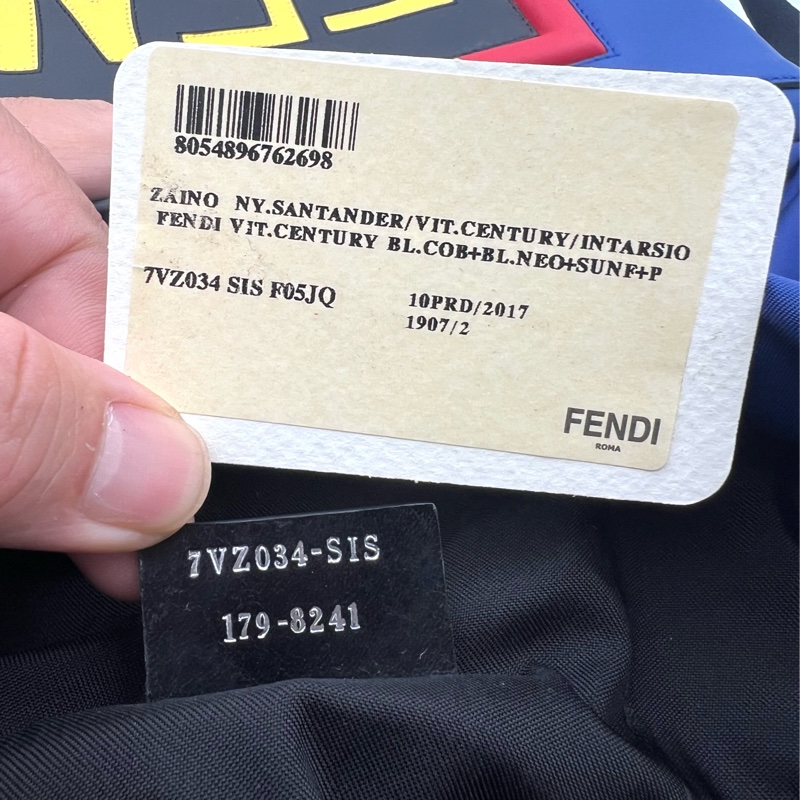 8054896762698
ZAINO NY.SANTANDER/VIT.CENTURY/INTARSIO
FENDI VIT.CENTURY BL.COB+BL.NEO+SUNF+P
7VZ034 SIS F05JQ
10PRD/2017
1907/2
FENDI
ROMA
7VZ034-SIS
179-8241